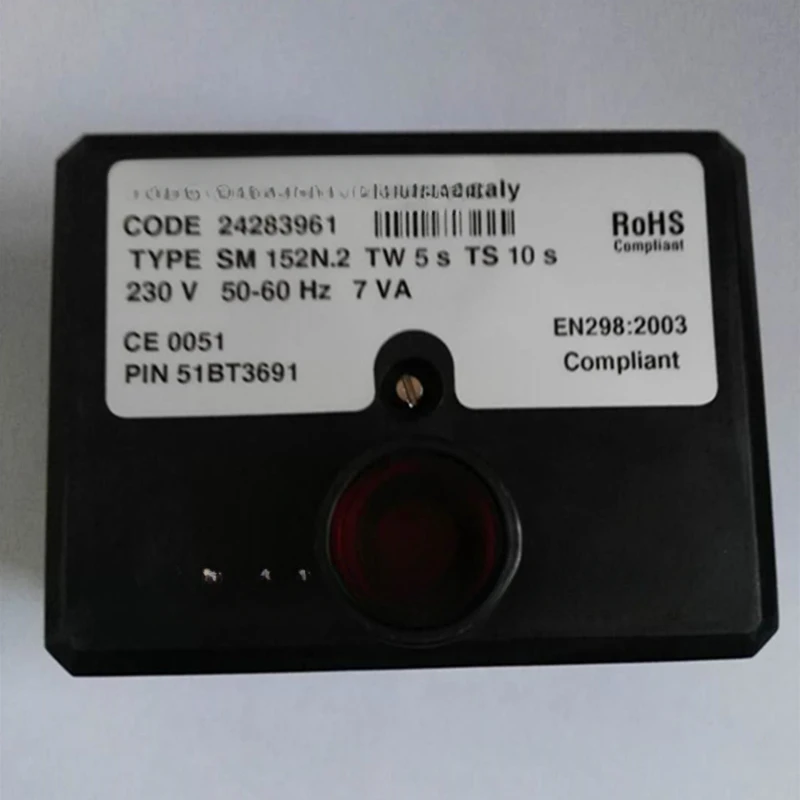 CODE 24283961
RoHS
Compliant
TYPE SM 152N.2 TW 5 s TS 10 s
230 V 50-60 Hz 7 VA
CE 0051
PIN 51BT3691
EN298:2003
Compliant